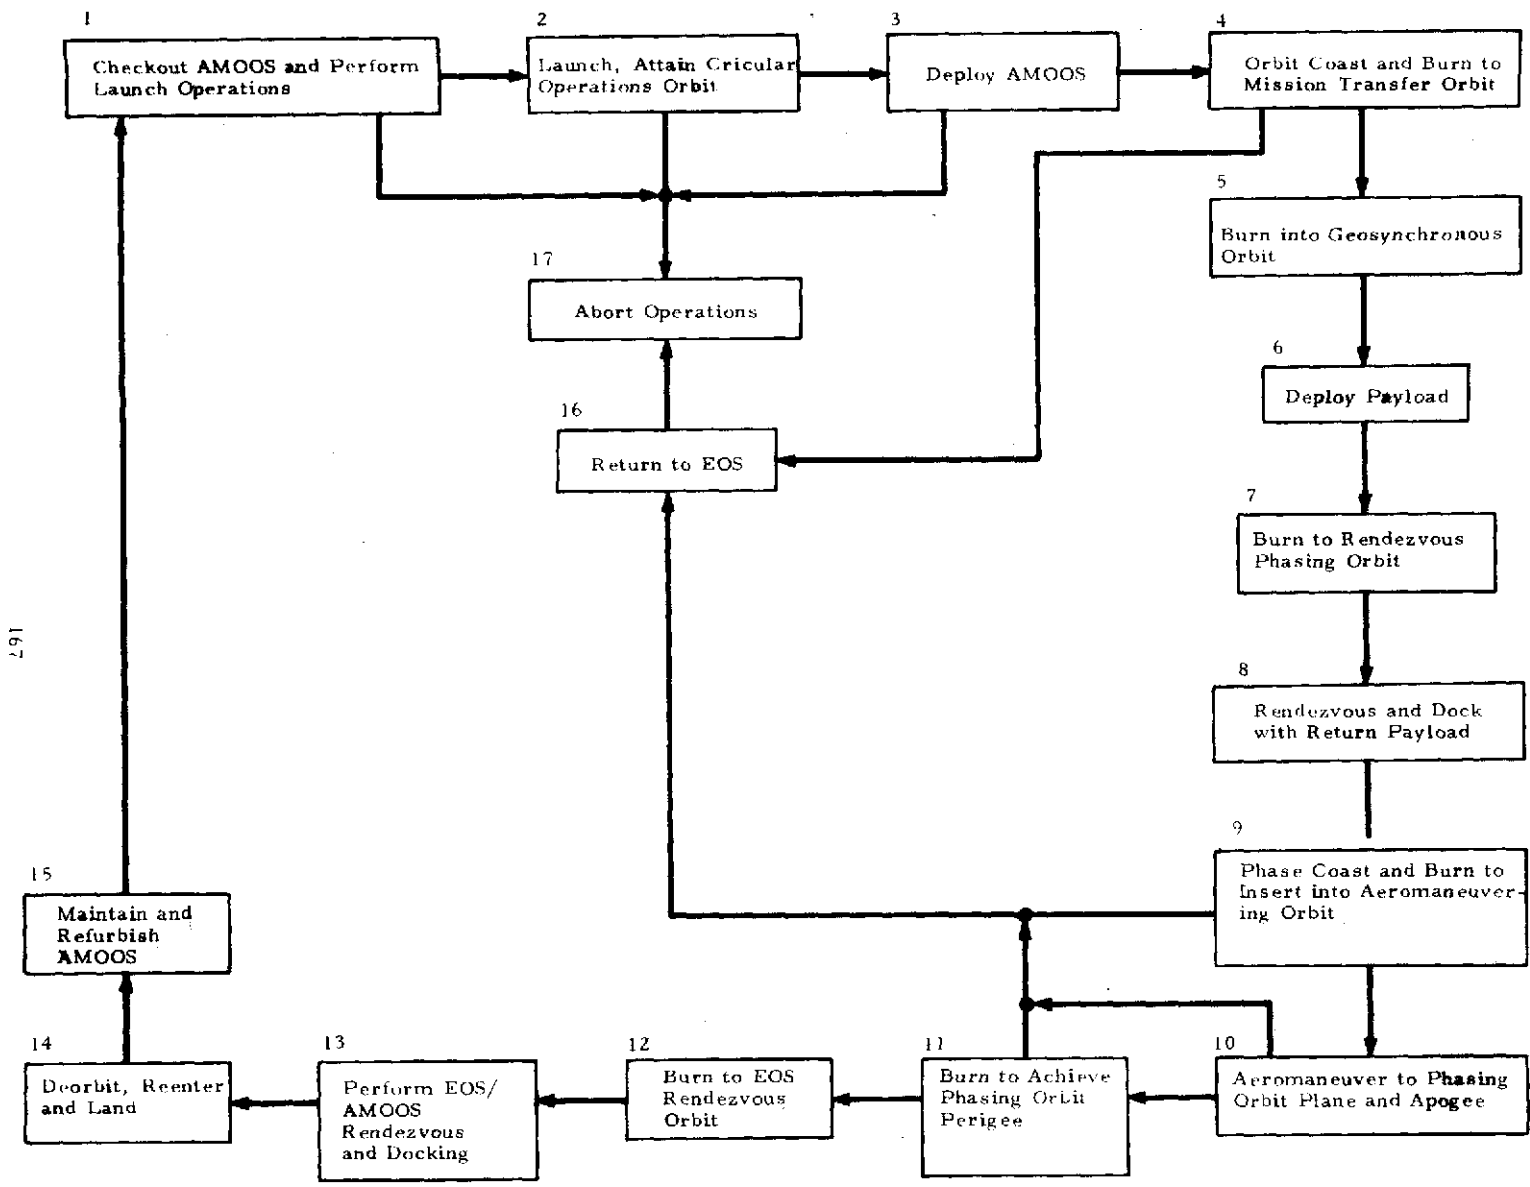 1
Checkout AMOOS and Perform
Launch Operations
2
Launch, Attain Cricular
Operations Orbit
3
Deploy AMOOS
4
Orbit Coast and Burn to
Mission Transfer Orbit
5
Burn into Geosynchronous
Orbit
6
Deploy Payload
7
Burn to Rendezvous
Phasing Orbit
8
Rendezvous and Dock
with Return Payload
9
Phase Coast and Burn to
Insert into Aeromaneuver-
ing Orbit
10
Aeromaneuver to Phasing
Orbit Plane and Apogee
11
Burn to Achieve
Phasing Orbit
Perigee
12
Burn to EOS
Rendezvous
Orbit
13
Perform EOS/
AMOOS
Rendezvous
and Docking
14
Deorbit, Reenter
and Land
15
Maintain and
Refurbish
AMOOS
16
Return to EOS
17
Abort Operations
167